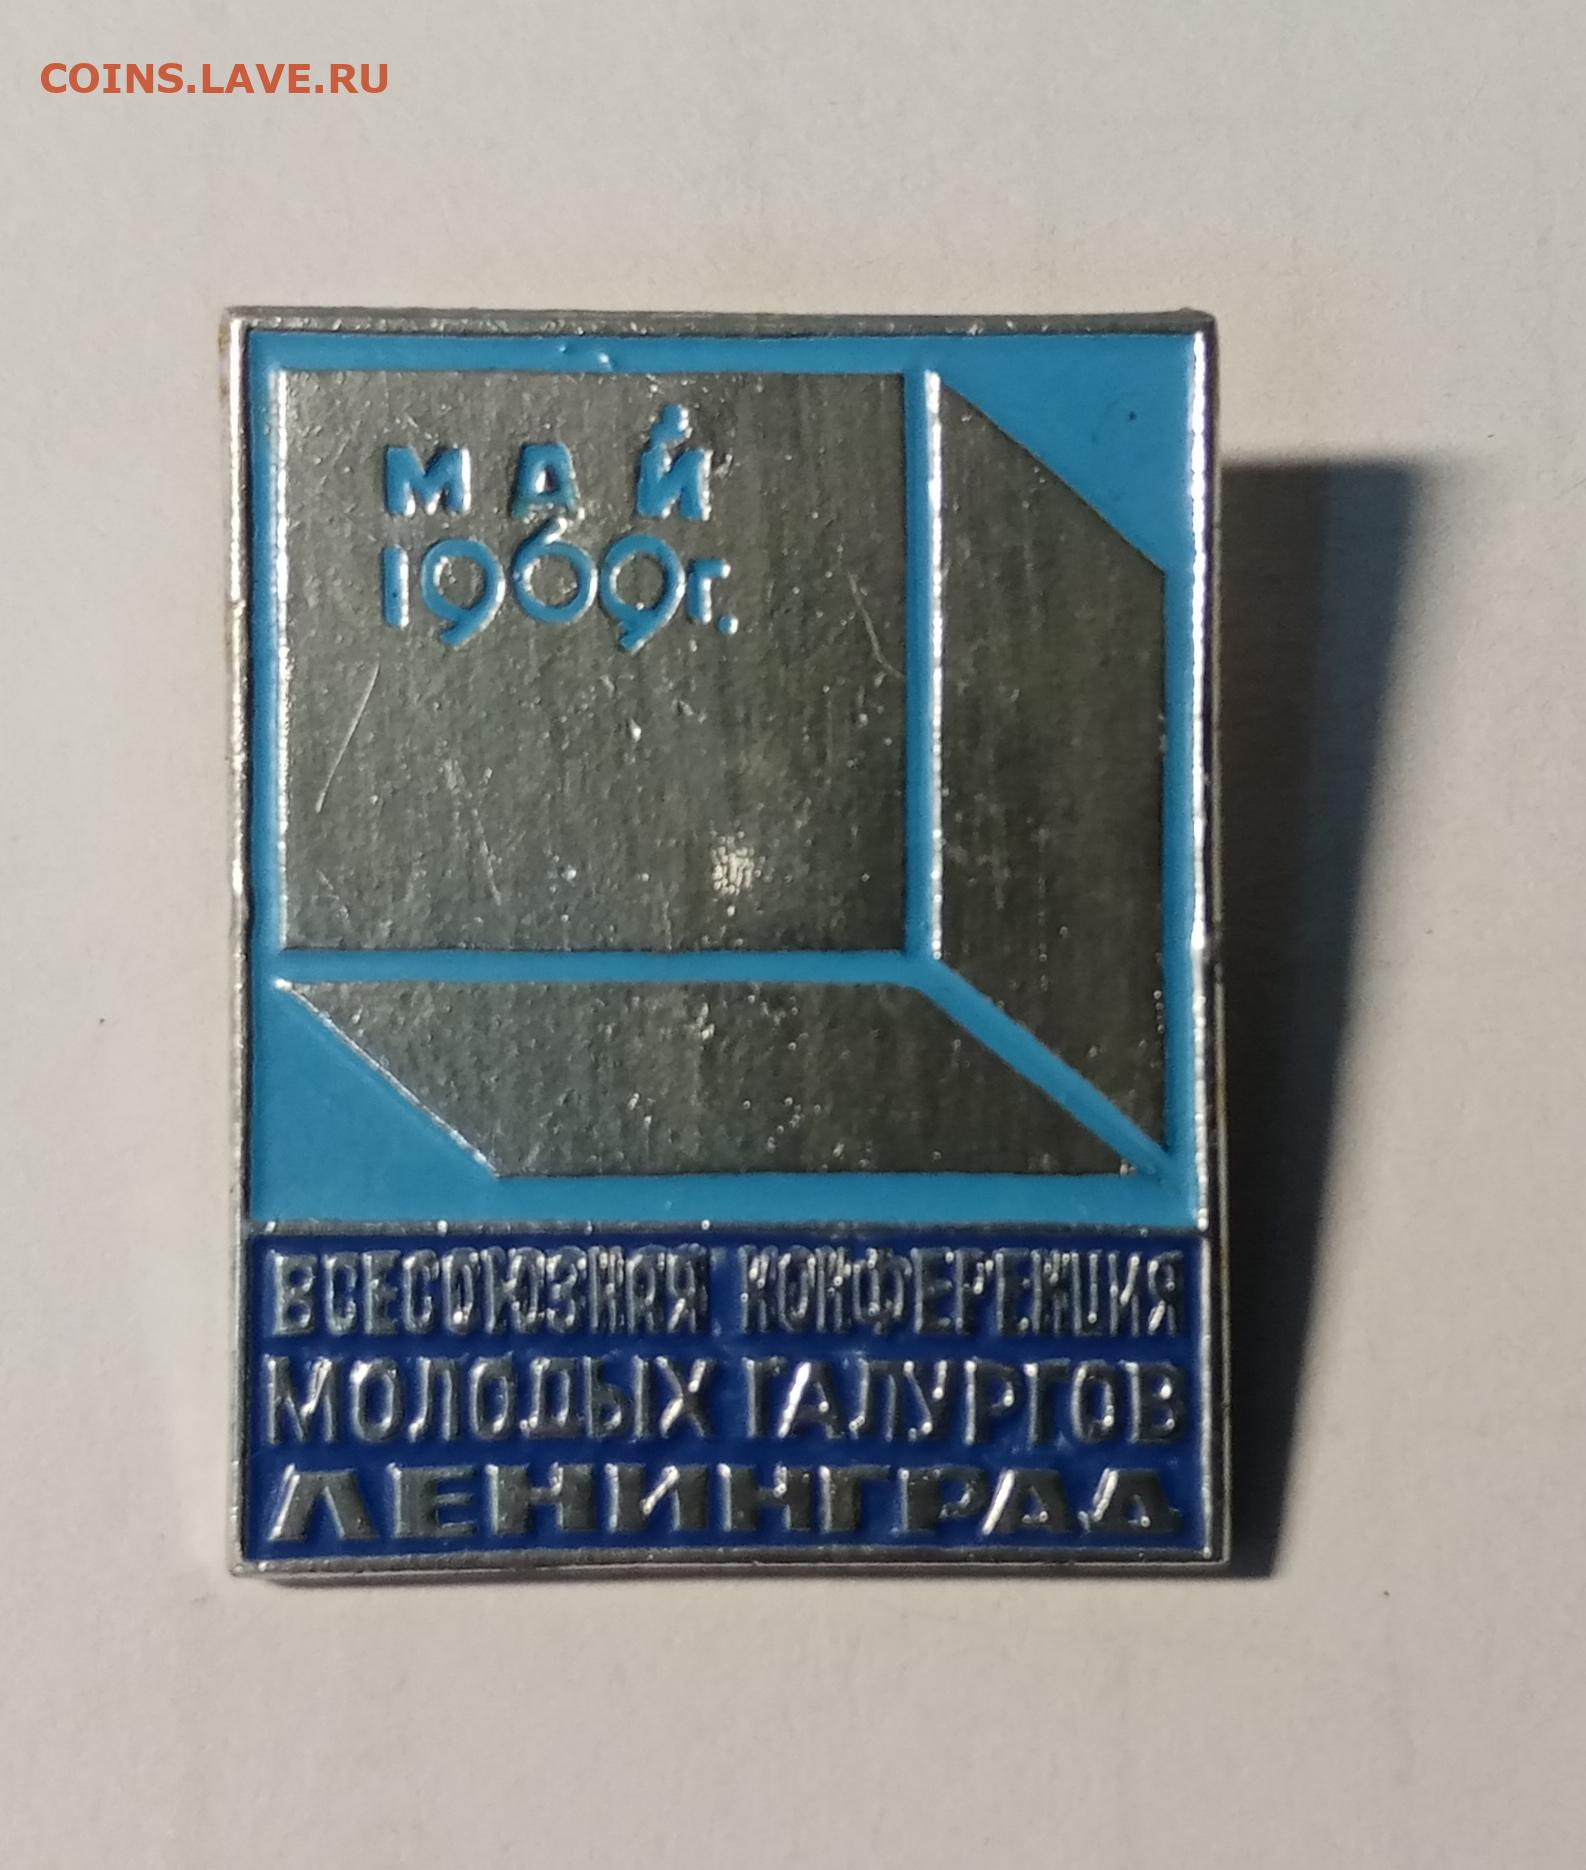 COINS.LAVE.RU
МАЙ
1969г.
ВСЕСОЮЗНАЯ КОНФЕРЕНЦИЯ
МОЛОДЫХ ГАЛУРГОВ
ЛЕНИНГРАД